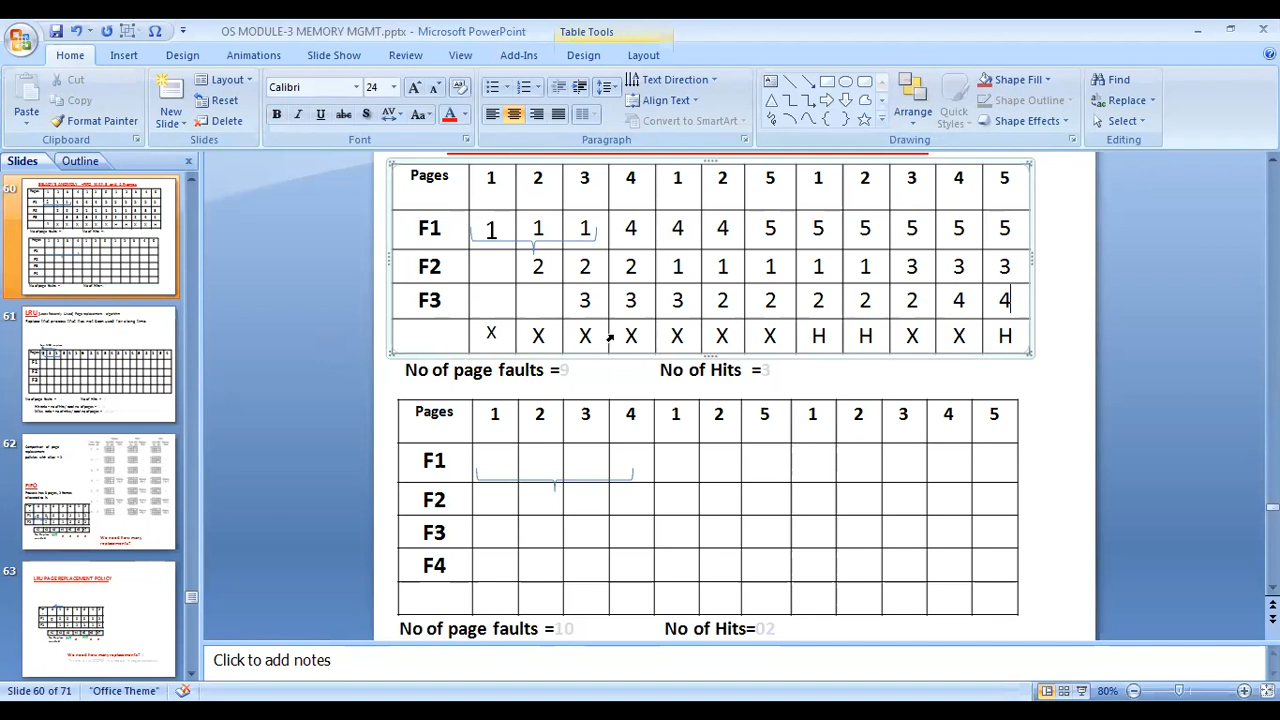 OS MODULE-3 MEMORY MGMT.pptx - Microsoft PowerPoint Table Tools
Home Insert Design Animations Slide Show Review View Add-Ins Design Layout
Paste Cut Copy Format Painter
Clipboard
New Slide Layout Reset Delete
Slides
Calibri 24
B I U abc S AV Aa A
Font
Text Direction Align Text Convert to SmartArt
Paragraph
Arrange Quick Styles Shape Fill Shape Outline Shape Effects
Drawing
Find Replace Select
Editing
Slides Outline
60
61
62
63
LRU PAGE REPLACEMENT POLICY
Pages 1 2 3 4 1 2 5 1 2 3 4 5
F1 1 1 1 4 4 4 5 5 5 5 5 5
F2 2 2 2 1 1 1 1 1 3 3 3
F3 3 3 3 2 2 2 2 2 4 4
X X X X X X X H H X X H
No of page faults =9 No of Hits =3
Pages 1 2 3 4 1 2 5 1 2 3 4 5
F1
F2
F3
F4
No of page faults =10 No of Hits=02
Click to add notes
Slide 60 of 71 "Office Theme" 80%